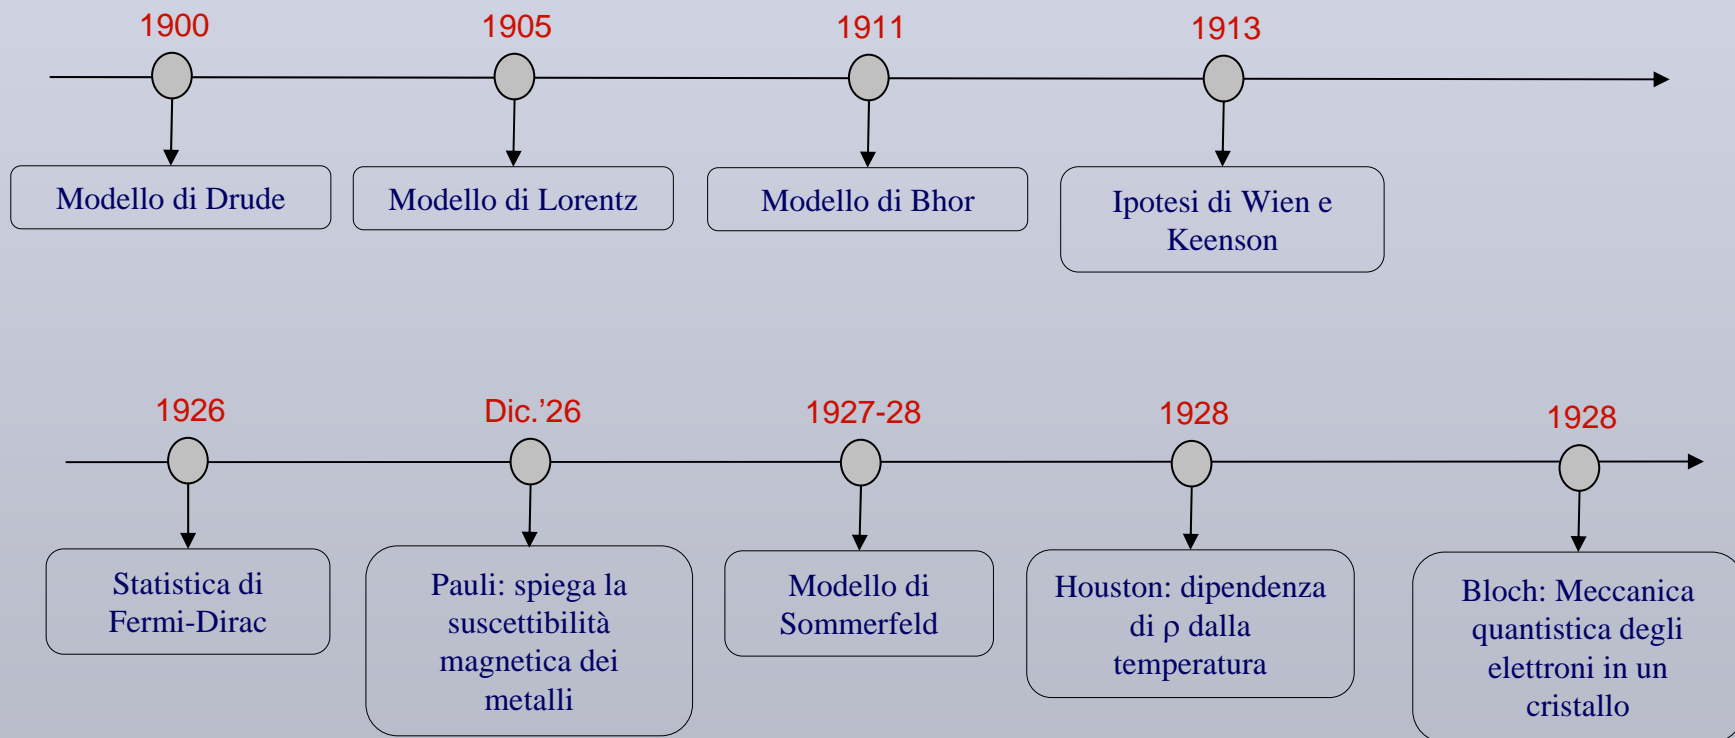 1900
1905
1911
1913
Modello di Drude
Modello di Lorentz
Modello di Bhor
Ipotesi di Wien e
Keenson
1926
Dic.'26
1927-28
1928
1928
Statistica di
Fermi-Dirac
Pauli: spiega la
suscettibilità
magnetica dei
metalli
Modello di
Sommerfeld
Houston: dipendenza
di ρ dalla
temperatura
Bloch: Meccanica
quantistica degli
elettroni in un
cristallo